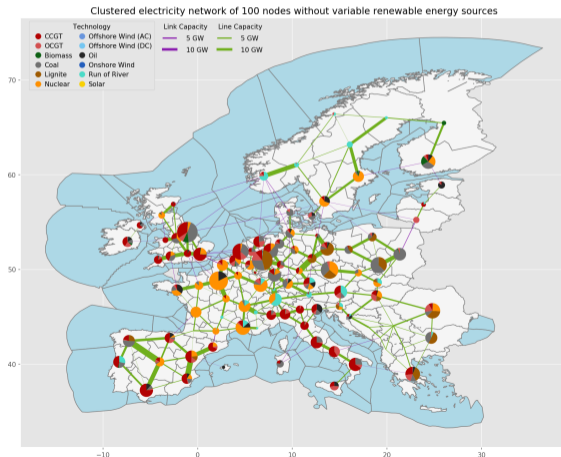 Clustered electricity network of 100 nodes without variable renewable energy sources
Technology
CCGT
OCGT
Biomass
Coal
Lignite
Nuclear
Offshore Wind (AC)
Offshore Wind (DC)
Oil
Onshore Wind
Run of River
Solar
Link Capacity
5 GW
10 GW
Line Capacity
5 GW
10 GW
70
60
50
40
−10
0
10
20
30